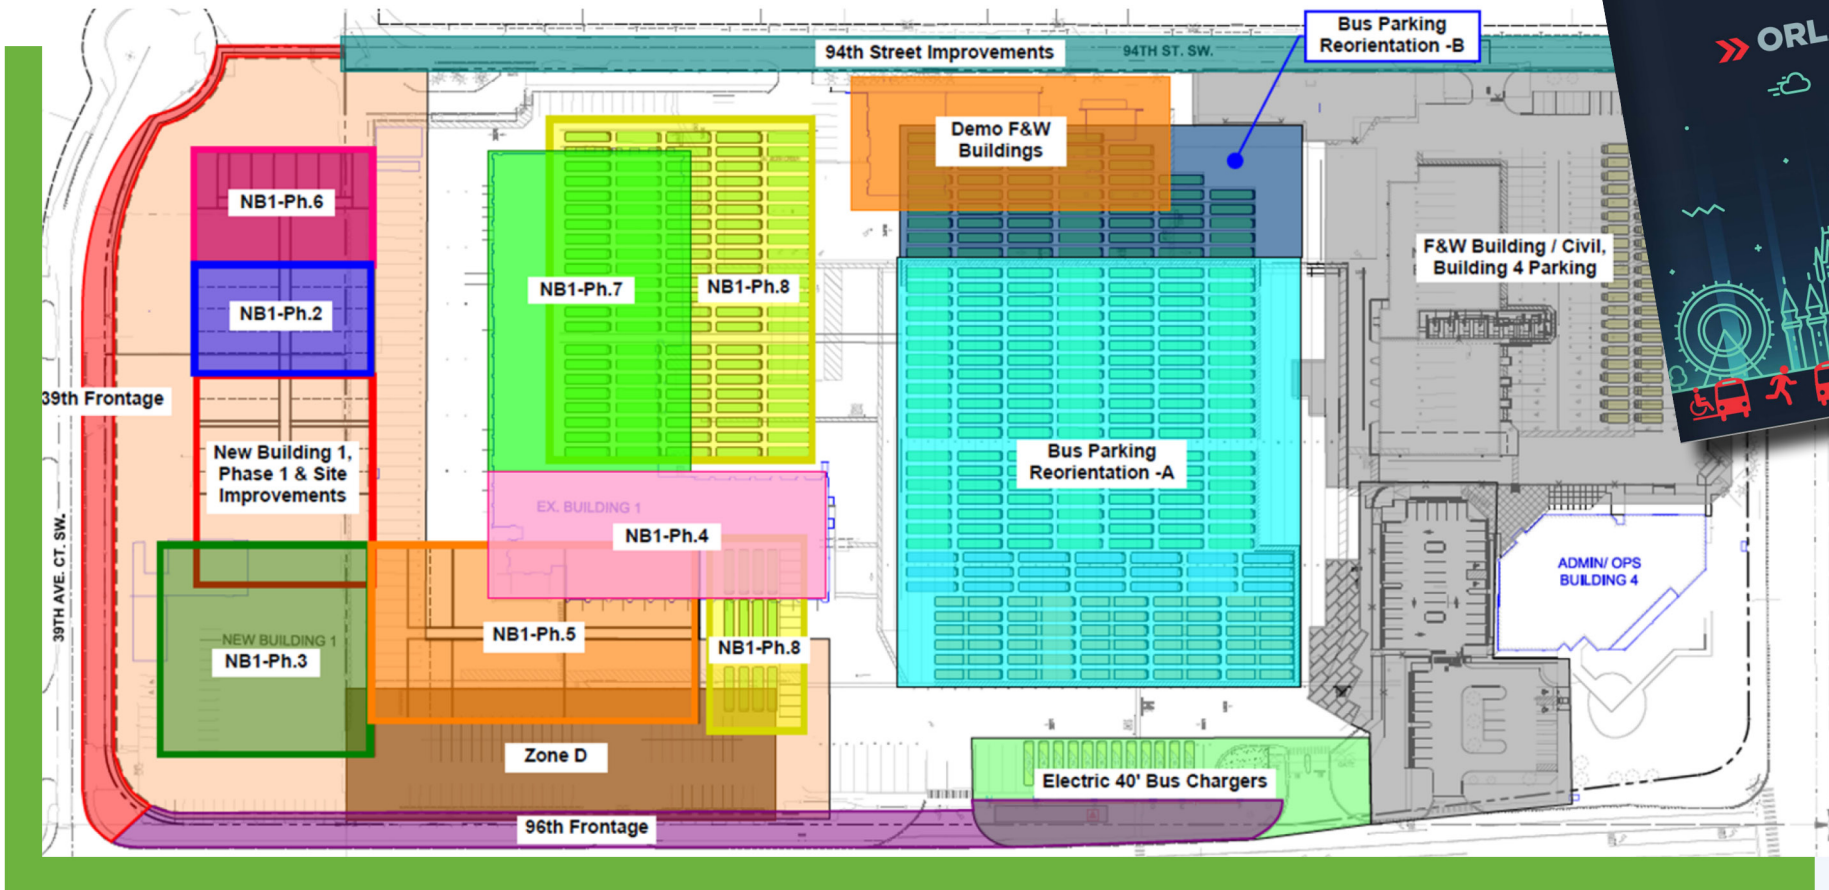 Bus Parking
Reorientation -B
ORL
94th Street Improvements
94TH ST. SW.
Demo F&W
Buildings
NB1-Ph.6
F&W Building / Civil,
Building 4 Parking
NB1-Ph.7
NB1-Ph.8
NB1-Ph.2
39th Frontage
New Building 1,
Phase 1 & Site
Improvements
Bus Parking
Reorientation -A
EX. BUILDING 1
NB1-Ph.4
39TH AVE. CT. SW.
ADMIN/ OPS
BUILDING 4
NEW BUILDING 1
NB1-Ph.3
NB1-Ph.5
NB1-Ph.8
Zone D
Electric 40' Bus Chargers
96th Frontage